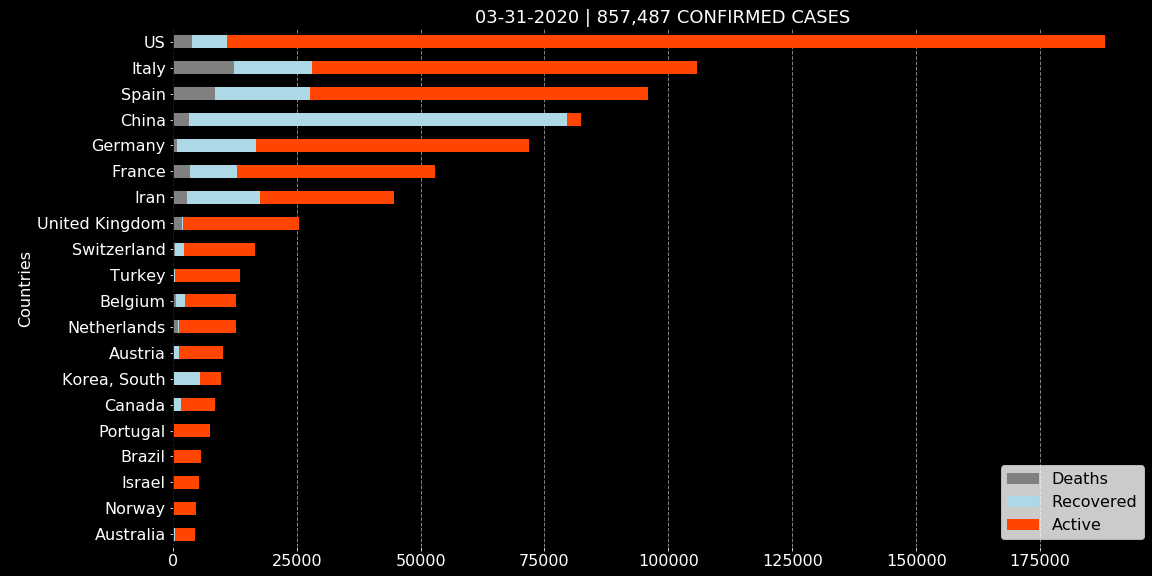 03-31-2020 | 857,487 CONFIRMED CASES
Countries
US
Italy
Spain
China
Germany
France
Iran
United Kingdom
Switzerland
Turkey
Belgium
Netherlands
Austria
Korea, South
Canada
Portugal
Brazil
Israel
Norway
Australia
0 25000 50000 75000 100000 125000 150000 175000
Deaths
Recovered
Active